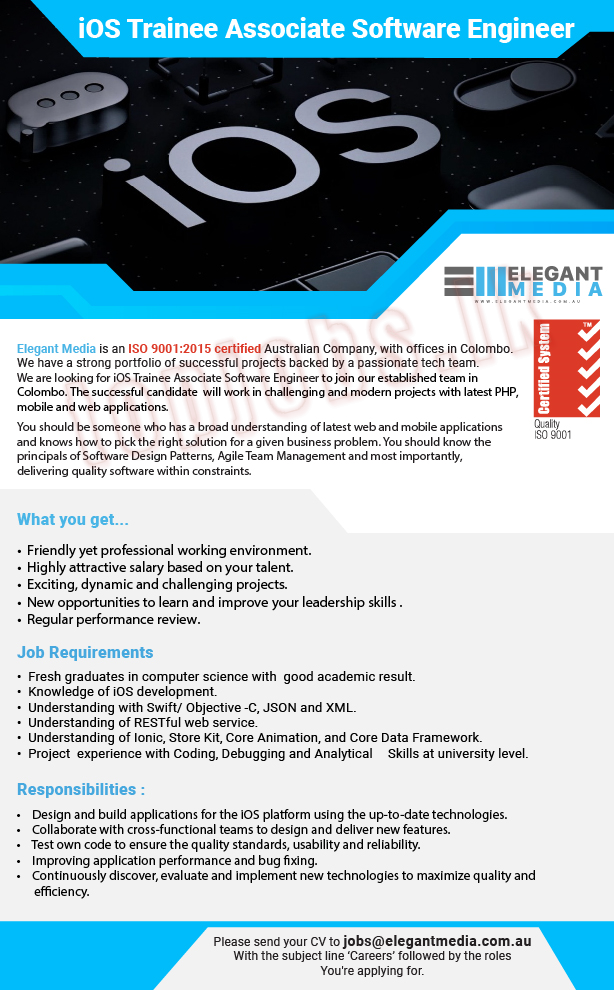 iOS Trainee Associate Software Engineer
iOS
ELEGANT
MEDIA
WWW.ELEGANTMEDIA.COM.AU
Elegant Media is an ISO 9001:2015 certified Australian Company, with offices in Colombo.
We have a strong portfolio of successful projects backed by a passionate tech team.
We are looking for iOS Trainee Associate Software Engineer to join our established team in
Colombo. The successful candidate will work in challenging and modern projects with latest PHP,
mobile and web applications.
You should be someone who has a broad understanding of latest web and mobile applications
and knows how to pick the right solution for a given business problem. You should know the
principals of Software Design Patterns, Agile Team Management and most importantly,
delivering quality software within constraints.
Certified System
TM
Quality
ISO 9001
What you get...
• Friendly yet professional working environment.
• Highly attractive salary based on your talent.
• Exciting, dynamic and challenging projects.
• New opportunities to learn and improve your leadership skills .
• Regular performance review.
Job Requirements
• Fresh graduates in computer science with good academic result.
• Knowledge of iOS development.
• Understanding with Swift/ Objective -C, JSON and XML.
• Understanding of RESTful web service.
• Understanding of Ionic, Store Kit, Core Animation, and Core Data Framework.
• Project experience with Coding, Debugging and Analytical Skills at university level.
Responsibilities :
• Design and build applications for the iOS platform using the up-to-date technologies.
• Collaborate with cross-functional teams to design and deliver new features.
• Test own code to ensure the quality standards, usability and reliability.
• Improving application performance and bug fixing.
• Continuously discover, evaluate and implement new technologies to maximize quality and
efficiency.
Please send your CV to jobs@elegantmedia.com.au
With the subject line ‘Careers’ followed by the roles
You're applying for.